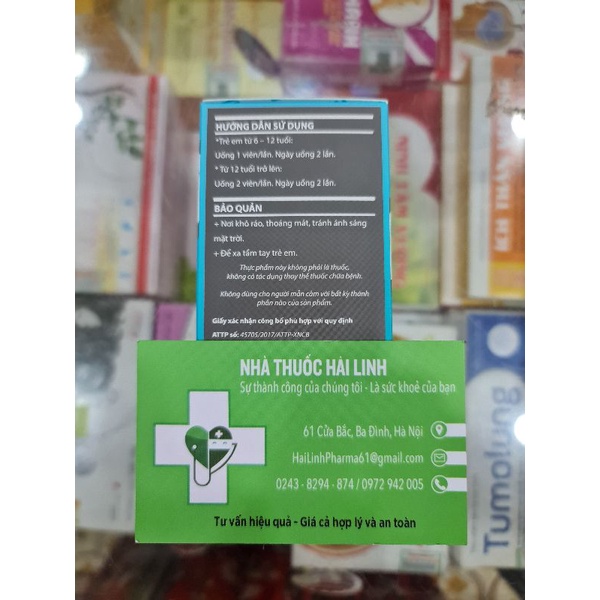 HƯỚNG DẪN SỬ DỤNG
*Trẻ em từ 6 – 12 tuổi:
Uống 1 viên/lần. Ngày uống 2 lần.
* Từ 12 tuổi trở lên:
Uống 2 viên/lần. Ngày uống 2 lần.
BẢO QUẢN
+ Nơi khô ráo, thoáng mát, tránh ánh sáng
mặt trời.
+ Để xa tầm tay trẻ em.
Thực phẩm này không phải là thuốc,
không có tác dụng thay thế thuốc chữa bệnh.
Không dùng cho người mẫn cảm với bất kỳ thành
phần nào của sản phẩm.
Giấy xác nhận công bố phù hợp với quy định
ATTP số: 45705/2017/ATTP-XNCB
NHÀ THUỐC HẢI LINH
Sự thành công của chúng tôi - Là sức khoẻ của bạn
61 Cửa Bắc, Ba Đình, Hà Nội
HaiLinhPharma61@gmail.com
0243 - 8294 - 874 / 0972 942 005
Tư vấn hiệu quả - Giá cả hợp lý và an toàn
ÍCH THẬN
Tumolung